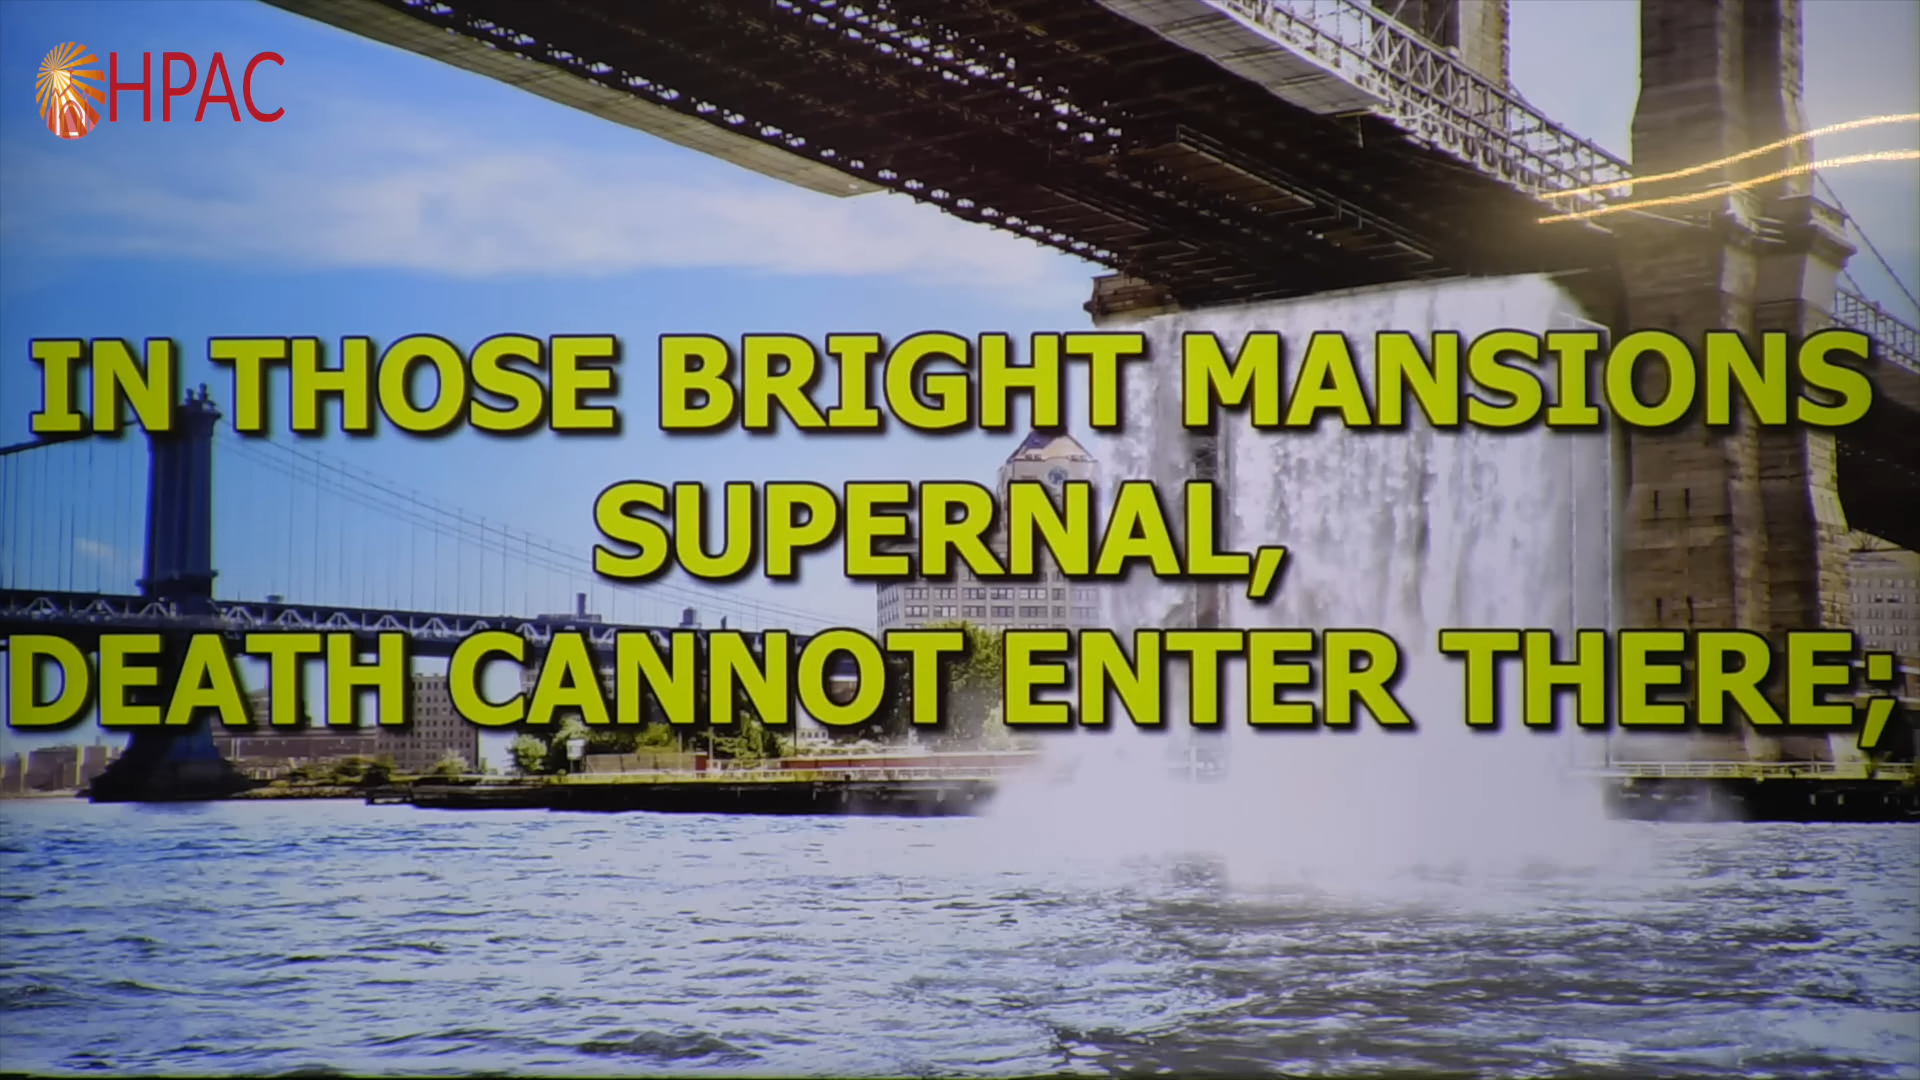 HPAC
IN THOSE BRIGHT MANSIONS
SUPERNAL,
DEATH CANNOT ENTER THERE;